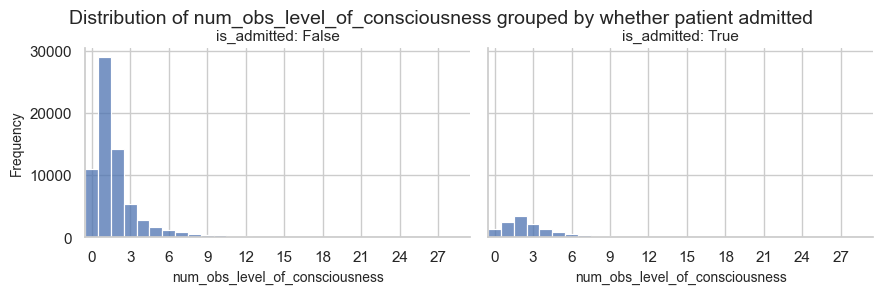 Distribution of num_obs_level_of_consciousness grouped by whether patient admitted
is_admitted: False
is_admitted: True
Frequency
30000
20000
10000
0
0 3 6 9 12 15 18 21 24 27
0 3 6 9 12 15 18 21 24 27
num_obs_level_of_consciousness
num_obs_level_of_consciousness